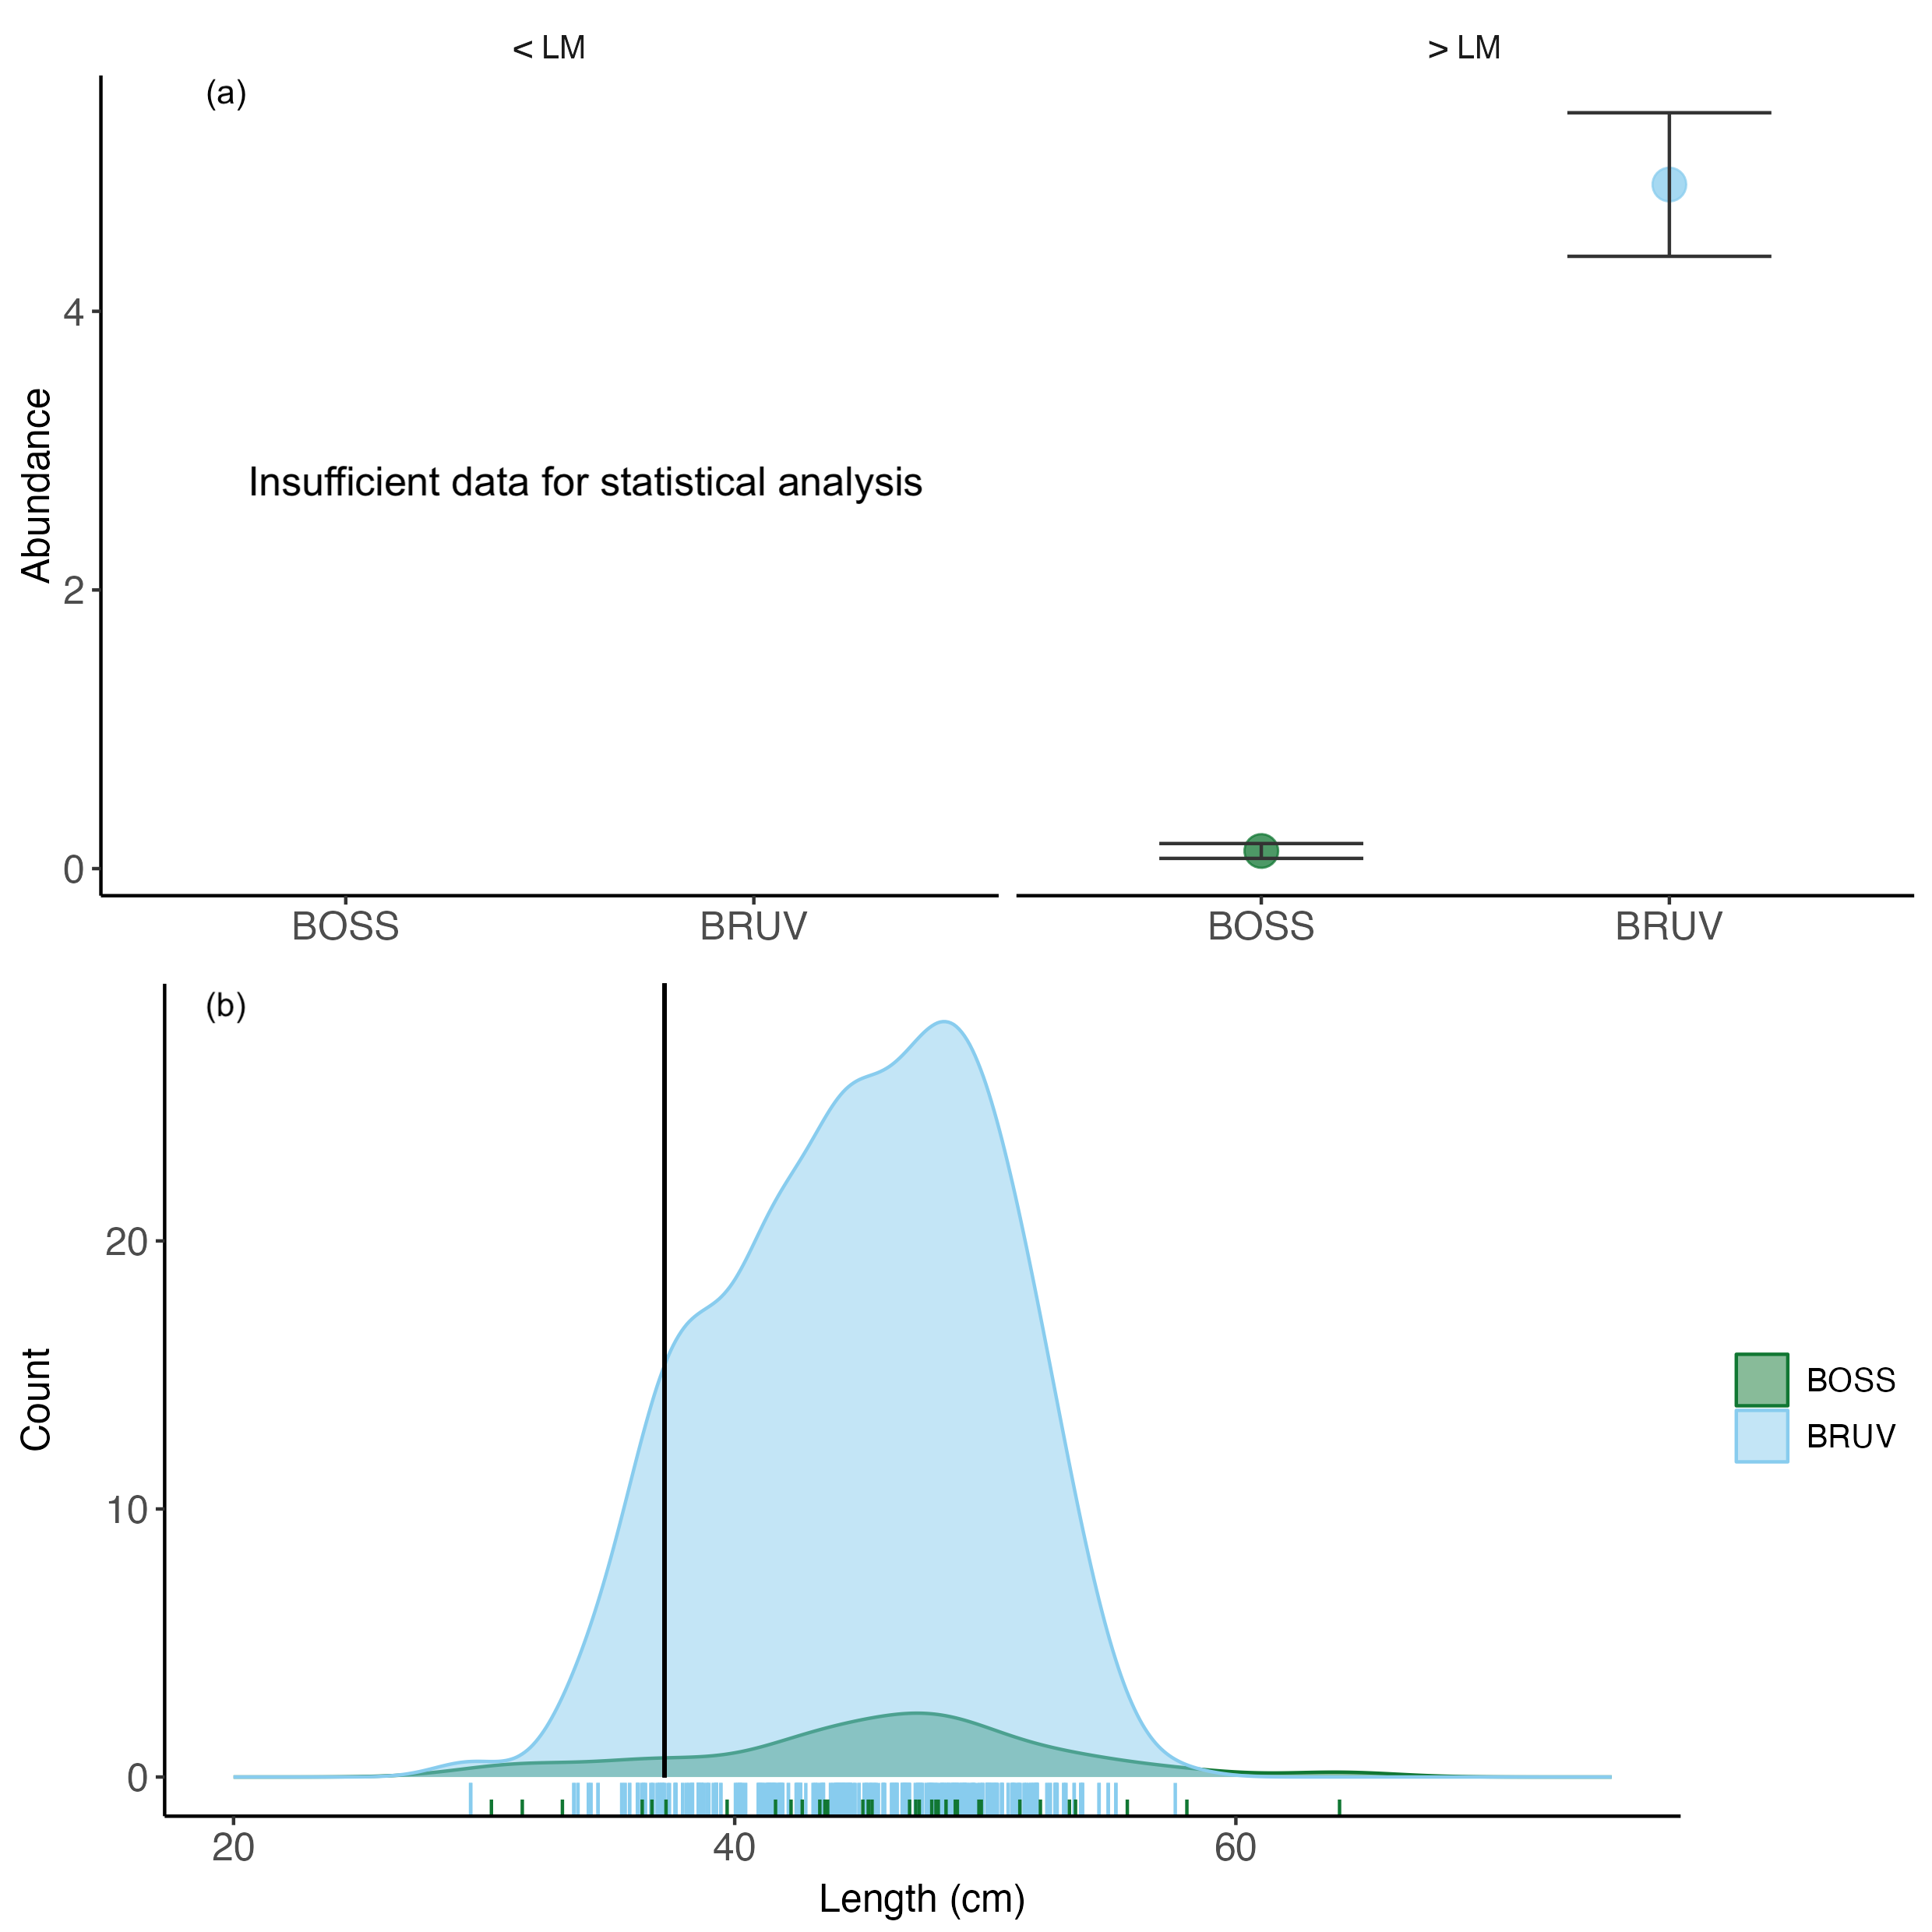 < LM
> LM
(a)
4
2
0
Abundance
Insufficient data for statistical analysis
BOSS
BRUV
BOSS
BRUV
(b)
20
10
0
Count
BOSS
BRUV
20
40
60
Length (cm)